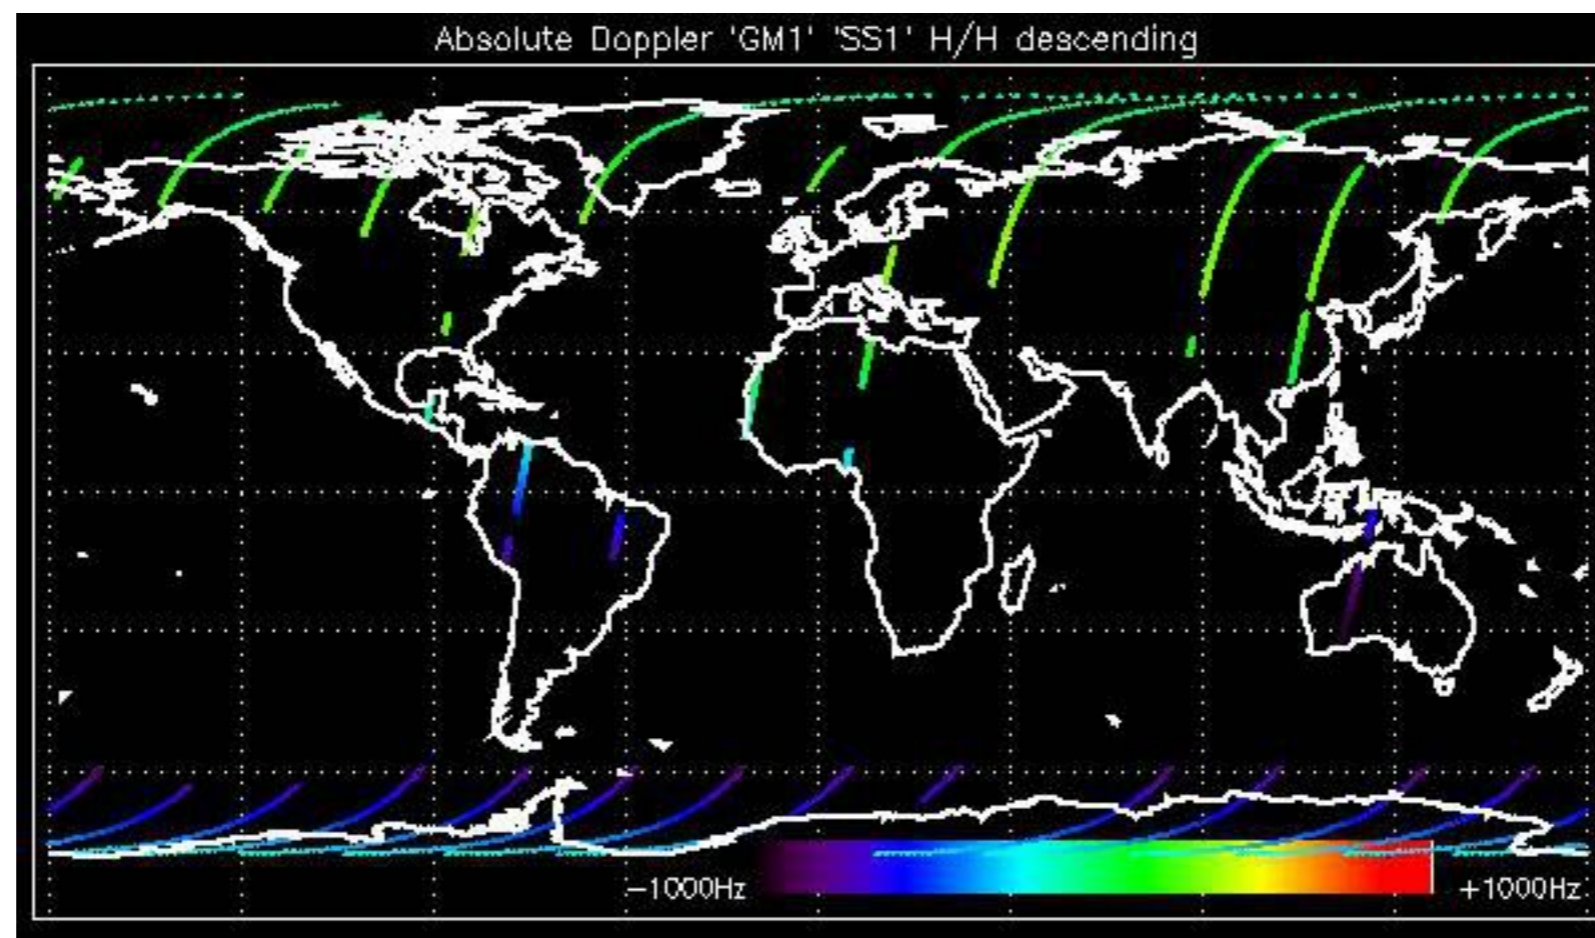 Absolute Doppler 'GM1' 'SS1' H/H descending
−1000Hz
+1000Hz